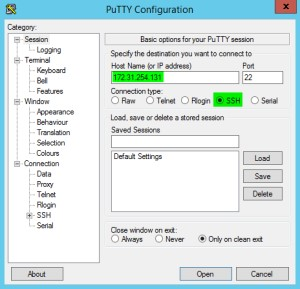 PuTTY Configuration
Category:
Session
Logging
Terminal
Keyboard
Bell
Features
Window
Appearance
Behaviour
Translation
Selection
Colours
Connection
Data
Proxy
Telnet
Rlogin
SSH
Serial
Basic options for your PuTTY session
Specify the destination you want to connect to
Host Name (or IP address) Port
172.31.254.131 22
Connection type:
Raw Telnet Rlogin SSH Serial
Load, save or delete a stored session
Saved Sessions
Default Settings
Load
Save
Delete
Close window on exit:
Always Never Only on clean exit
About Open Cancel